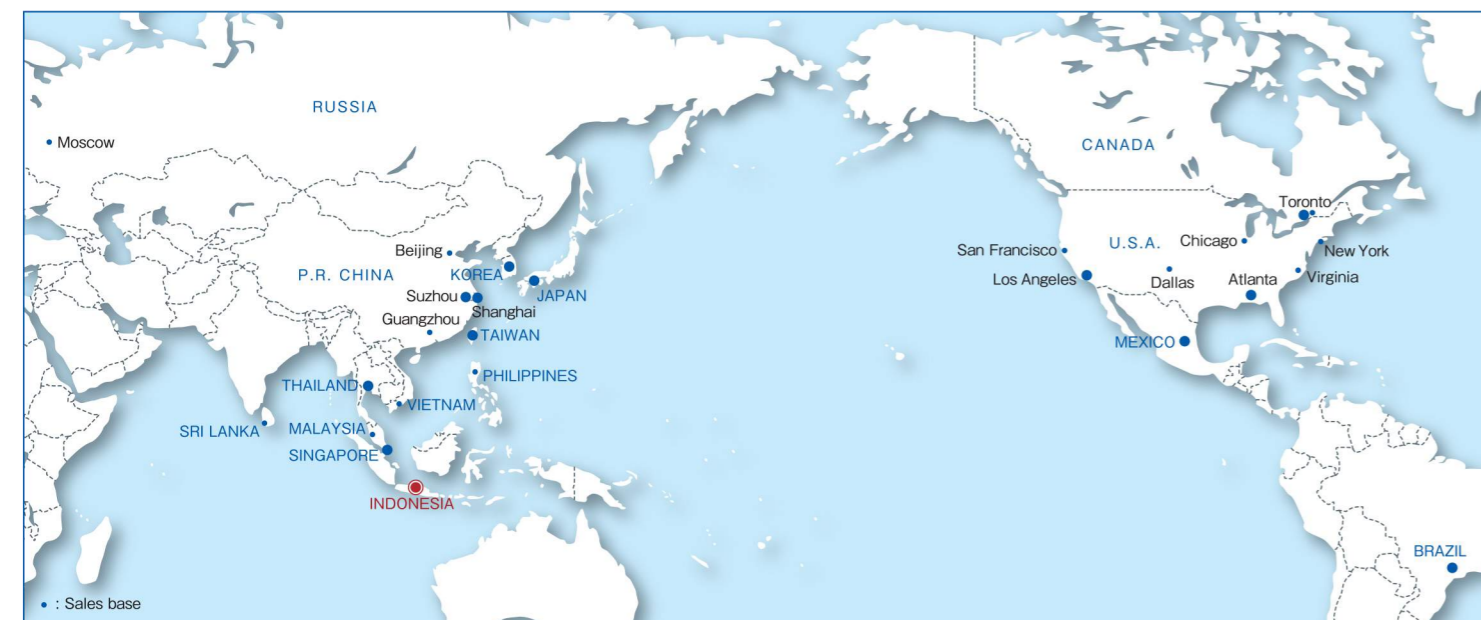 RUSSIA
Moscow
CANADA
Toronto
Beijing
San Francisco
U.S.A.
Chicago
New York
P.R. CHINA
KOREA
JAPAN
Los Angeles
Dallas
Atlanta
Virginia
Suzhou
Shanghai
Guangzhou
TAIWAN
MEXICO
PHILIPPINES
THAILAND
VIETNAM
SRI LANKA
MALAYSIA
SINGAPORE
INDONESIA
BRAZIL
: Sales base